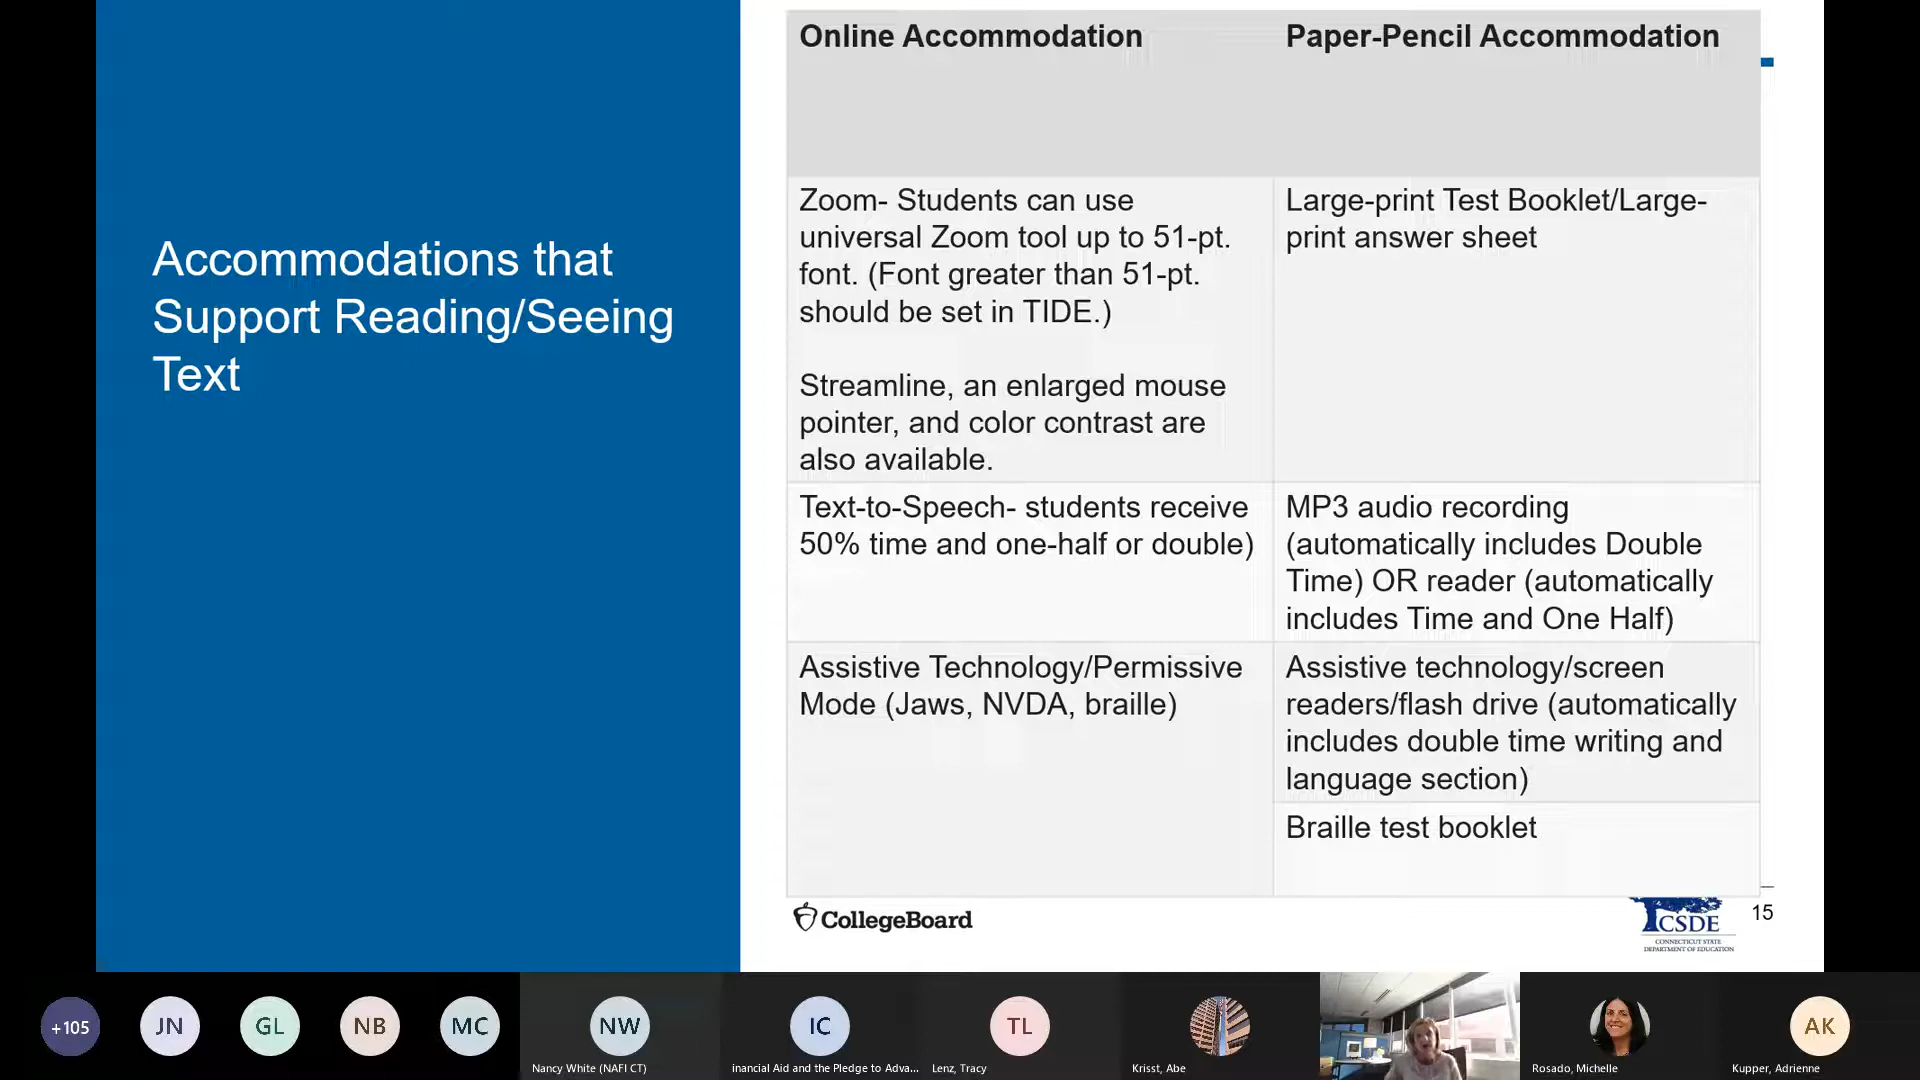 Accommodations that
Support Reading/Seeing
Text
Online Accommodation
Paper-Pencil Accommodation
Zoom- Students can use
universal Zoom tool up to 51-pt.
font. (Font greater than 51-pt.
should be set in TIDE.)
Streamline, an enlarged mouse
pointer, and color contrast are
also available.
Large-print Test Booklet/Large-
print answer sheet
Text-to-Speech- students receive
50% time and one-half or double)
MP3 audio recording
(automatically includes Double
Time) OR reader (automatically
includes Time and One Half)
Assistive Technology/Permissive
Mode (Jaws, NVDA, braille)
Assistive technology/screen
readers/flash drive (automatically
includes double time writing and
language section)
Braille test booklet
CollegeBoard
CSDE
CONNECTICUT STATE
DEPARTMENT OF EDUCATION
15
+105
JN
GL
NB
MC
NW
Nancy White (NAFI CT)
IC
inancial Aid and the Pledge to Adva...
TL
Lenz, Tracy
Krisst, Abe
Rosado, Michelle
AK
Kupper, Adrienne